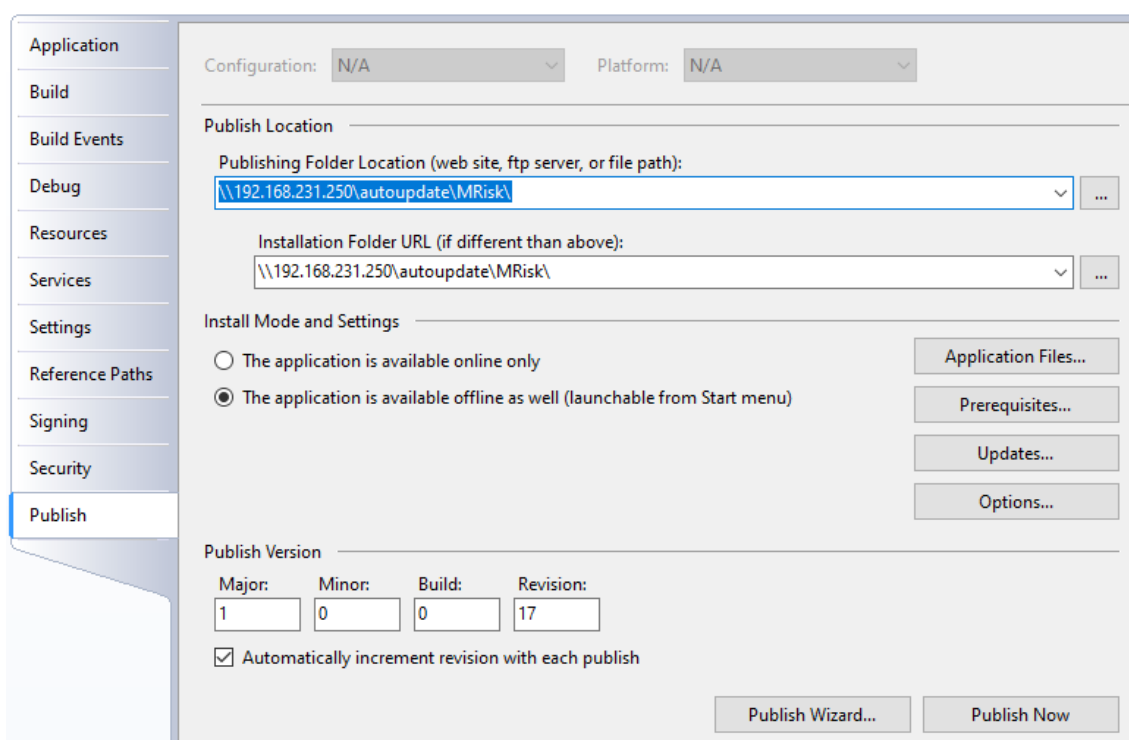 Application
Build
Build Events
Debug
Resources
Services
Settings
Reference Paths
Signing
Security
Publish
Configuration: N/A Platform: N/A
Publish Location
Publishing Folder Location (web site, ftp server, or file path):
\\192.168.231.250\autoupdate\MRisk\
...
Installation Folder URL (if different than above):
\\192.168.231.250\autoupdate\MRisk\
...
Install Mode and Settings
The application is available online only
The application is available offline as well (launchable from Start menu)
Application Files...
Prerequisites...
Updates...
Options...
Publish Version
Major: Minor: Build: Revision:
1 0 0 17
Automatically increment revision with each publish
Publish Wizard... Publish Now